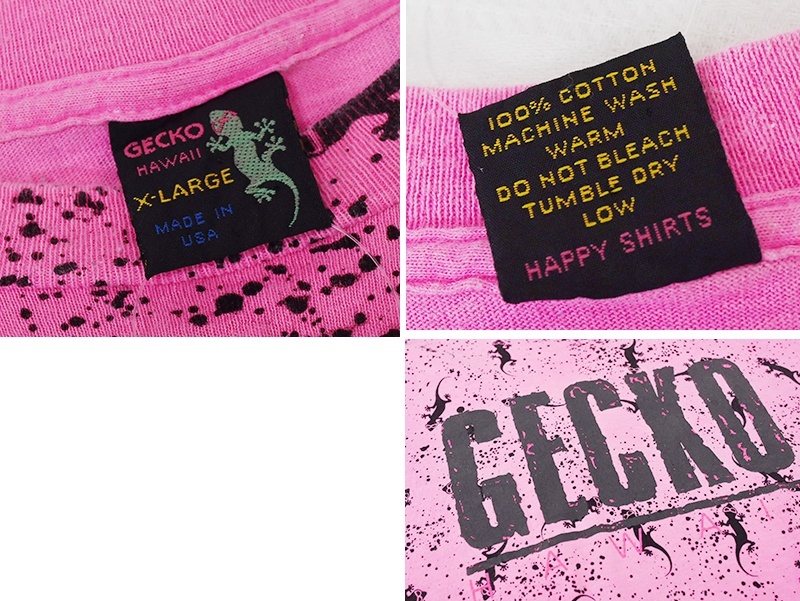 GECKO
HAWAII
X-LARGE
MADE IN
USA
100% COTTON
MACHINE WASH
WARM
DO NOT BLEACH
TUMBLE DRY
LOW
HAPPY SHIRTS
GECKO
HAWAI